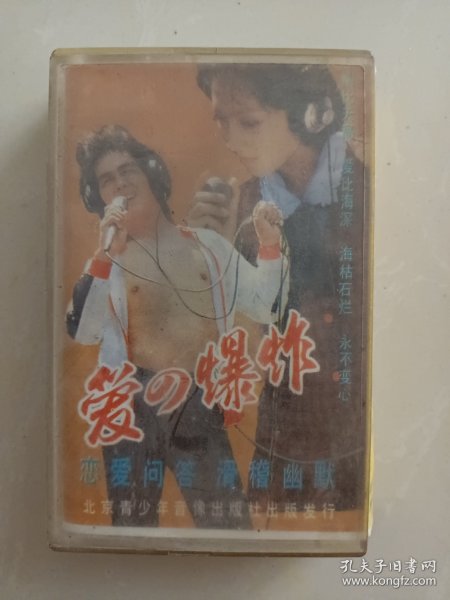 爱比海深 海枯石烂 永不变心
爱の爆炸
恋爱问答 滑稽幽默
北京青少年音像出版社出版发行
孔夫子旧书网
www.kongfz.com